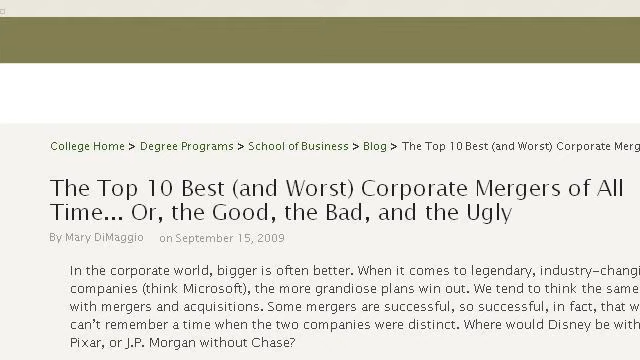 College Home > Degree Programs > School of Business > Blog > The Top 10 Best (and Worst) Corporate Merg
The Top 10 Best (and Worst) Corporate Mergers of All
Time... Or, the Good, the Bad, and the Ugly
By Mary DiMaggio on September 15, 2009
In the corporate world, bigger is often better. When it comes to legendary, industry-changi
companies (think Microsoft), the more grandiose plans win out. We tend to think the same
with mergers and acquisitions. Some mergers are successful, so successful, in fact, that w
can't remember a time when the two companies were distinct. Where would Disney be with
Pixar, or J.P. Morgan without Chase?